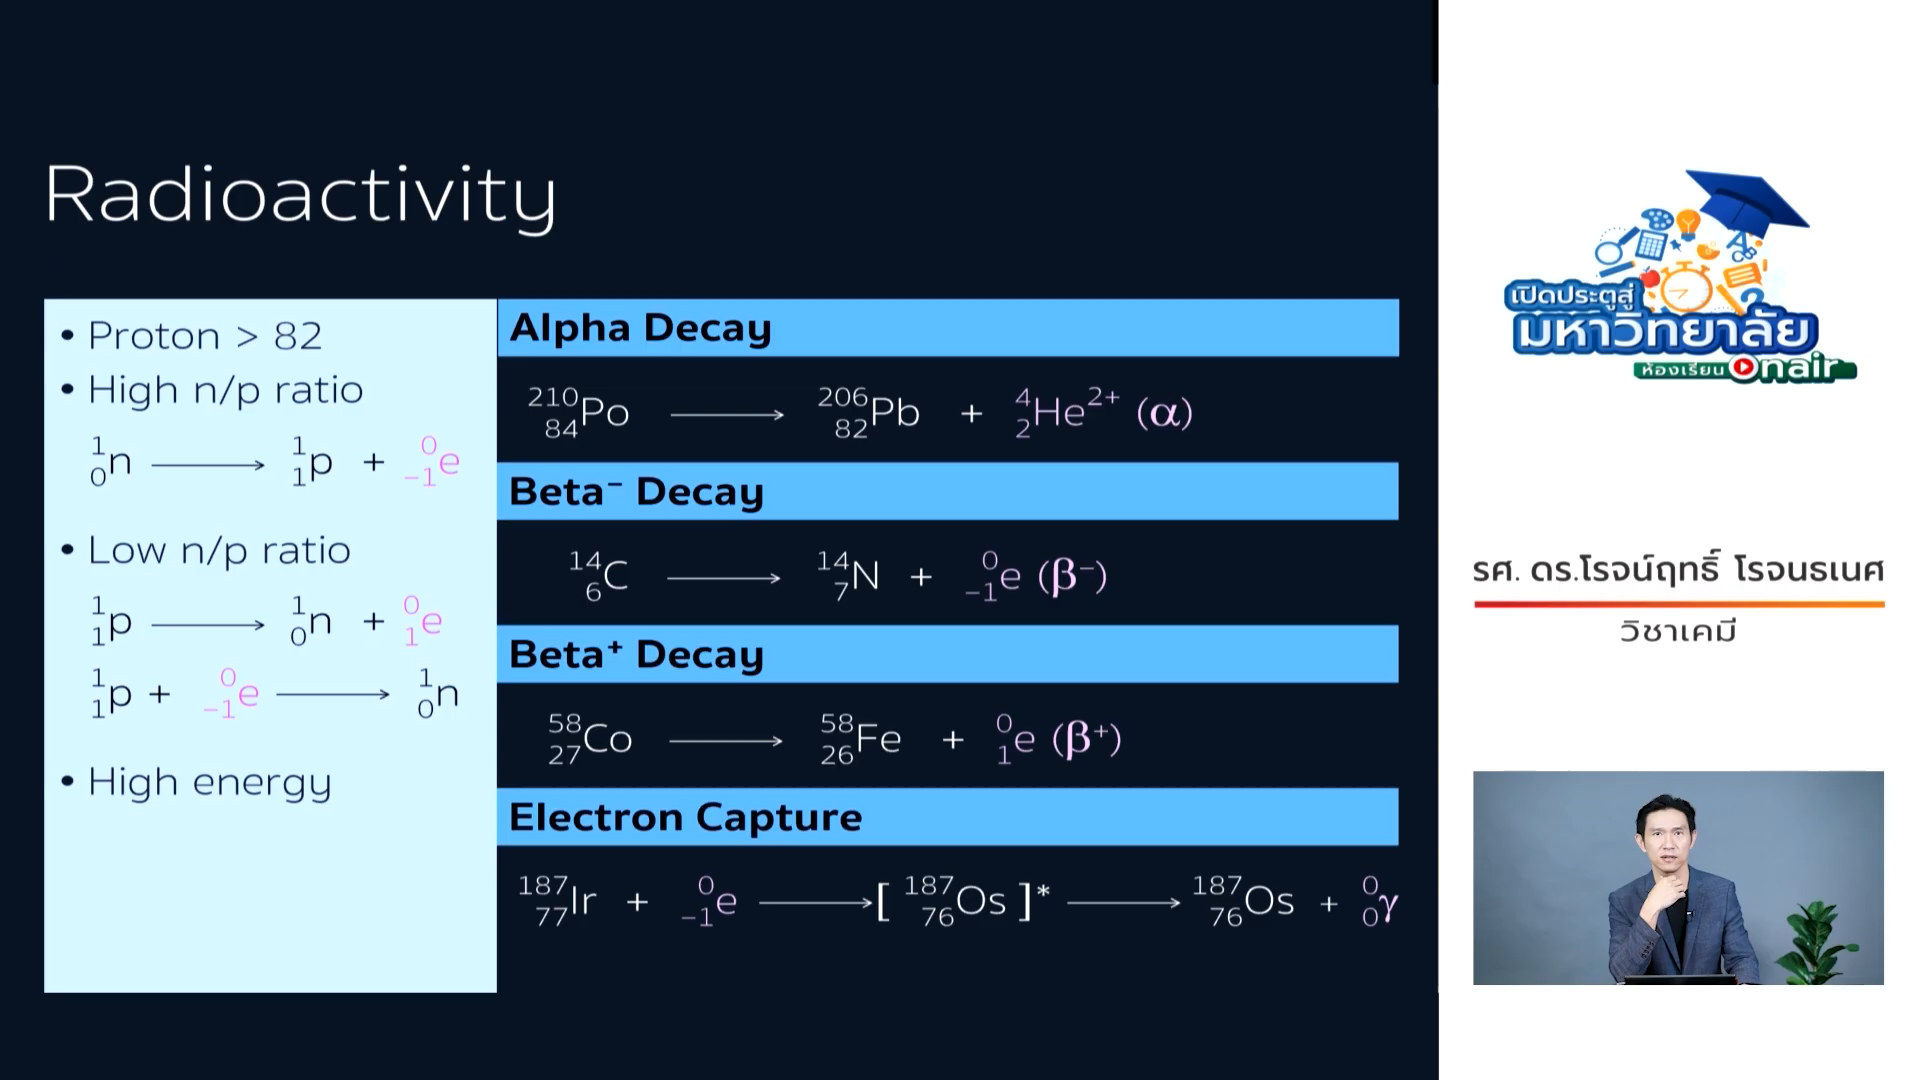 Radioactivity
• Proton > 82
• High n/p ratio
¹₀n ⟶ ¹₁p + ⁰₋₁e
• Low n/p ratio
¹₁p ⟶ ¹₀n + ⁰₁e
¹₁p + ⁰₋₁e ⟶ ¹₀n
• High energy
Alpha Decay
²¹⁰₈₄Po ⟶ ²⁰⁶₈₂Pb + ⁴₂He²⁺ (α)
Beta⁻ Decay
¹⁴₆C ⟶ ¹⁴₇N + ⁰₋₁e (β⁻)
Beta⁺ Decay
⁵⁸₂₇Co ⟶ ⁵⁸₂₆Fe + ⁰₁e (β⁺)
Electron Capture
¹⁸⁷₇₇Ir + ⁰₋₁e ⟶ [ ¹⁸⁷₇₆Os ]* ⟶ ¹⁸⁷₇₆Os + ⁰₀γ
เปิดประตูสู่
มหาวิทยาลัย
ห้องเรียน Onair
รศ. ดร.โรจน์ฤทธิ์ โรจนธเนศ
วิชาเคมี